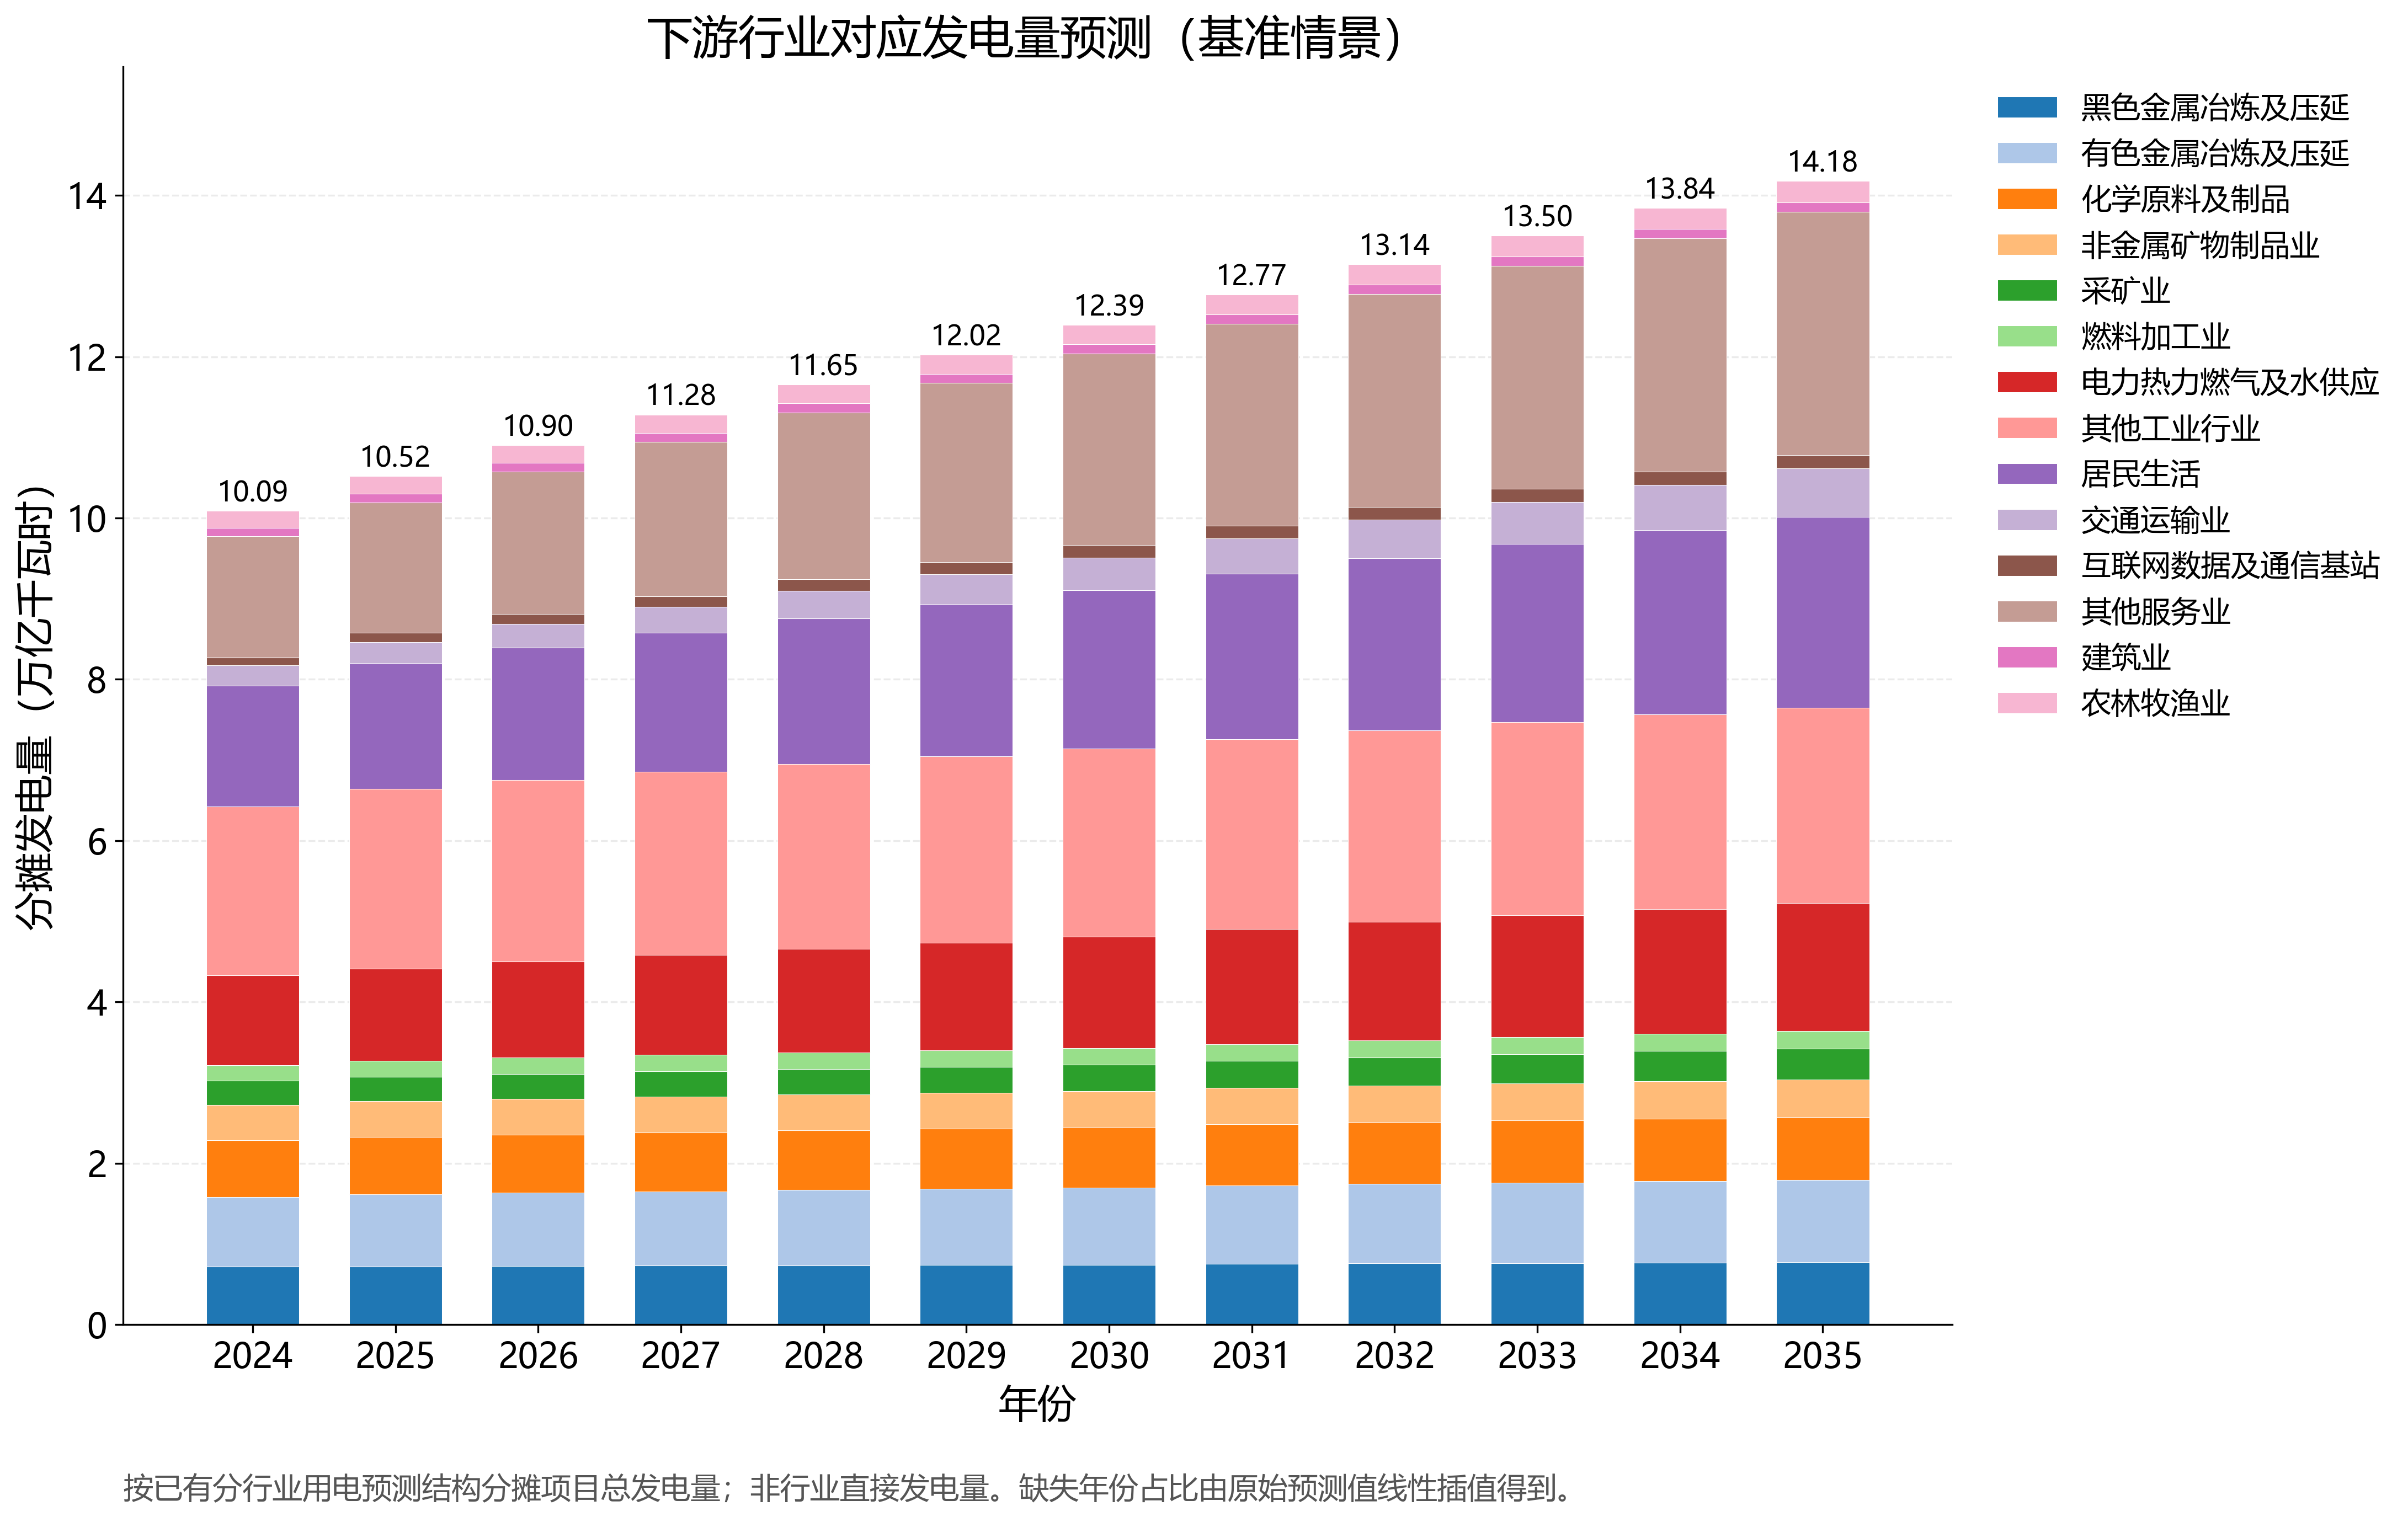 下游行业对应发电量预测（基准情景）
分摊发电量（万亿千瓦时）
14
12
10
8
6
4
2
0
10.09
10.52
10.90
11.28
11.65
12.02
12.39
12.77
13.14
13.50
13.84
14.18
2024 2025 2026 2027 2028 2029 2030 2031 2032 2033 2034 2035
年份
黑色金属冶炼及压延
有色金属冶炼及压延
化学原料及制品
非金属矿物制品业
采矿业
燃料加工业
电力热力燃气及水供应
其他工业行业
居民生活
交通运输业
互联网数据及通信基站
其他服务业
建筑业
农林牧渔业
按已有分行业用电预测结构分摊项目总发电量；非行业直接发电量。缺失年份占比由原始预测值线性插值得到。